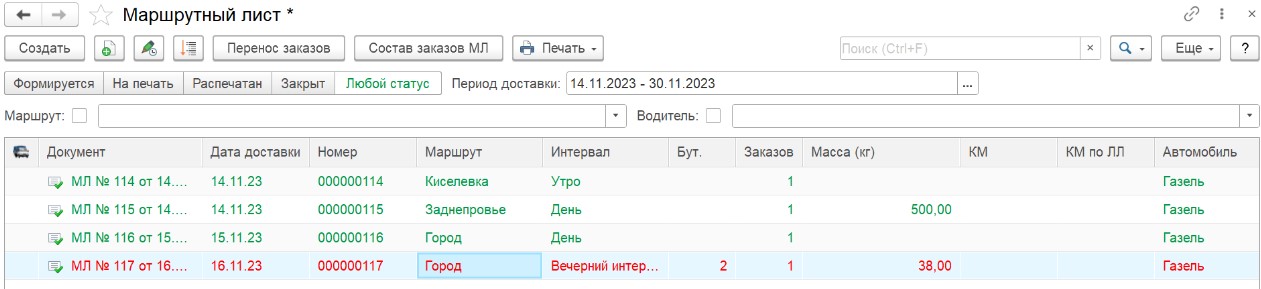 Маршрутный лист *
Создать Перенос заказов Состав заказов МЛ Печать Поиск (Ctrl+F) × Еще ?
Формируется На печать Распечатан Закрыт Любой статус Период доставки: 14.11.2023 - 30.11.2023 ...
Маршрут: Водитель:
Документ Дата доставки Номер Маршрут Интервал Бут. Заказов Масса (кг) КМ КМ по ЛЛ Автомобиль
МЛ № 114 от 14.... 14.11.23 000000114 Киселевка Утро 1 Газель
МЛ № 115 от 14.... 14.11.23 000000115 Заднепровье День 1 500,00 Газель
МЛ № 116 от 15.... 15.11.23 000000116 Город День 1 Газель
МЛ № 117 от 16.... 16.11.23 000000117 Город Вечерний интер... 2 1 38,00 Газель